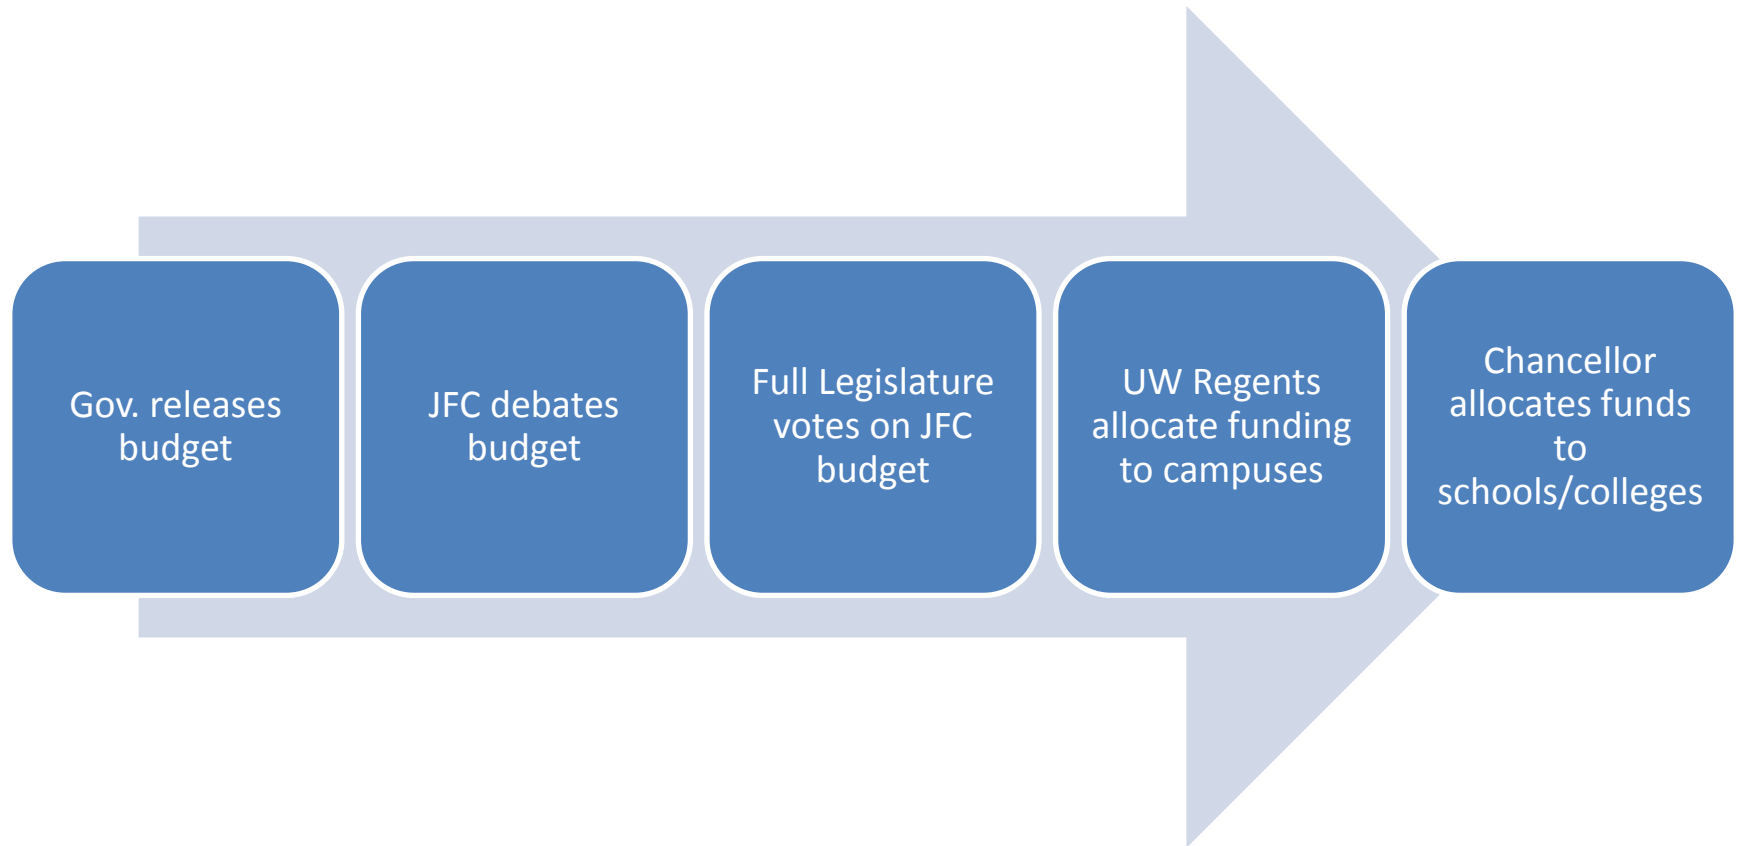 Gov. releases
budget
JFC debates
budget
Full Legislature
votes on JFC
budget
UW Regents
allocate funding
to campuses
Chancellor
allocates funds
to
schools/colleges